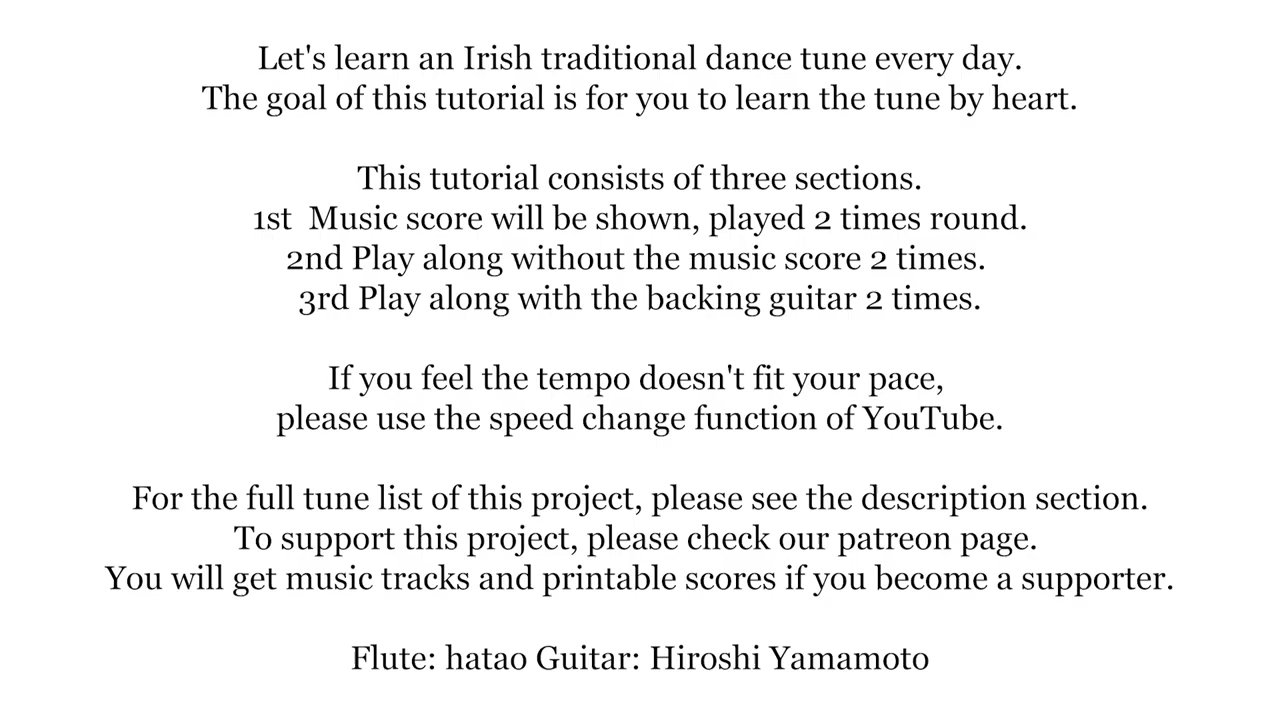 Let's learn an Irish traditional dance tune every day.
The goal of this tutorial is for you to learn the tune by heart.
This tutorial consists of three sections.
1st  Music score will be shown, played 2 times round.
2nd Play along without the music score 2 times.
3rd Play along with the backing guitar 2 times.
If you feel the tempo doesn't fit your pace,
please use the speed change function of YouTube.
For the full tune list of this project, please see the description section.
To support this project, please check our patreon page.
You will get music tracks and printable scores if you become a supporter.
Flute: hatao Guitar: Hiroshi Yamamoto